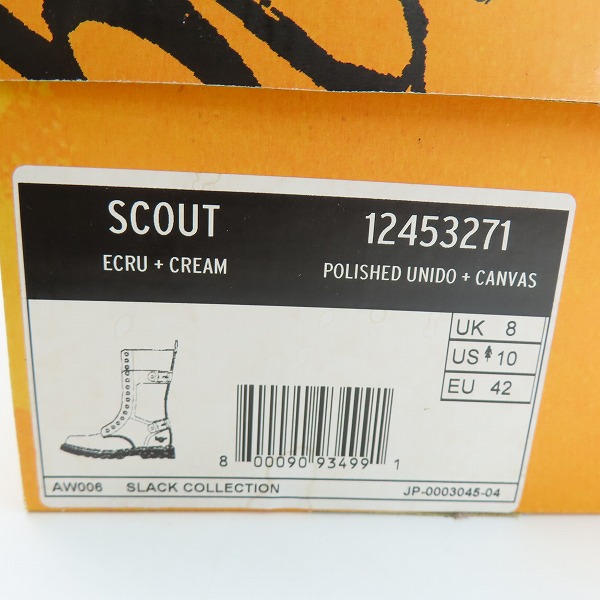 SCOUT 12453271
ECRU + CREAM POLISHED UNIDO + CANVAS
UK 8
US 10
EU 42
8 00090 93499 1
AW006 SLACK COLLECTION JP-0003045-04